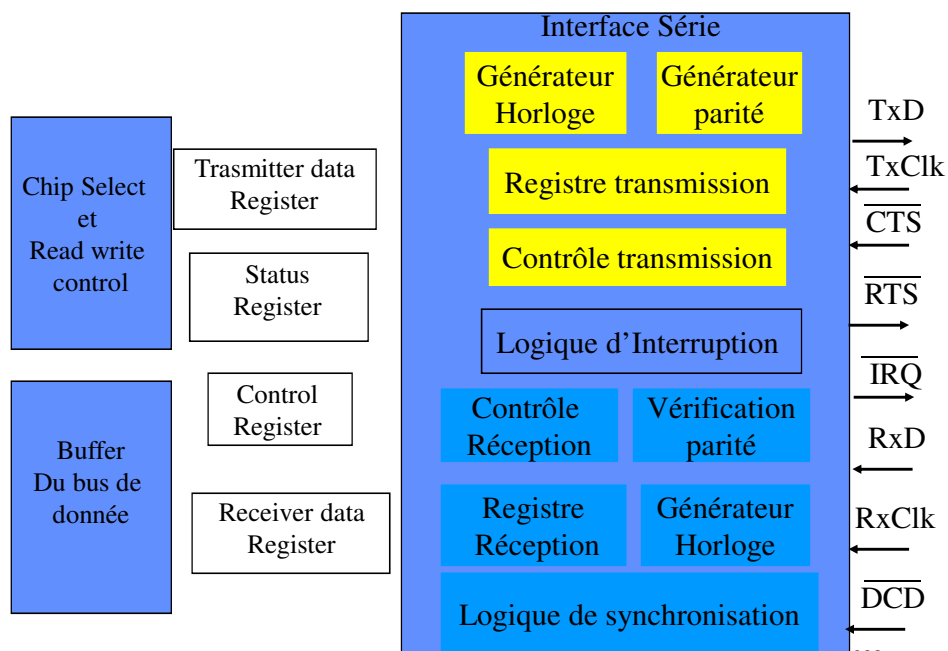 Interface Série
Générateur
Horloge
Générateur
parité
Registre transmission
Contrôle transmission
Logique d’Interruption
Contrôle
Réception
Vérification
parité
Registre
Réception
Générateur
Horloge
Logique de synchronisation
Chip Select
et
Read write
control
Buffer
Du bus de
donnée
Trasmitter data
Register
Status
Register
Control
Register
Receiver data
Register
TxD
TxClk
CTS
RTS
IRQ
RxD
RxClk
DCD